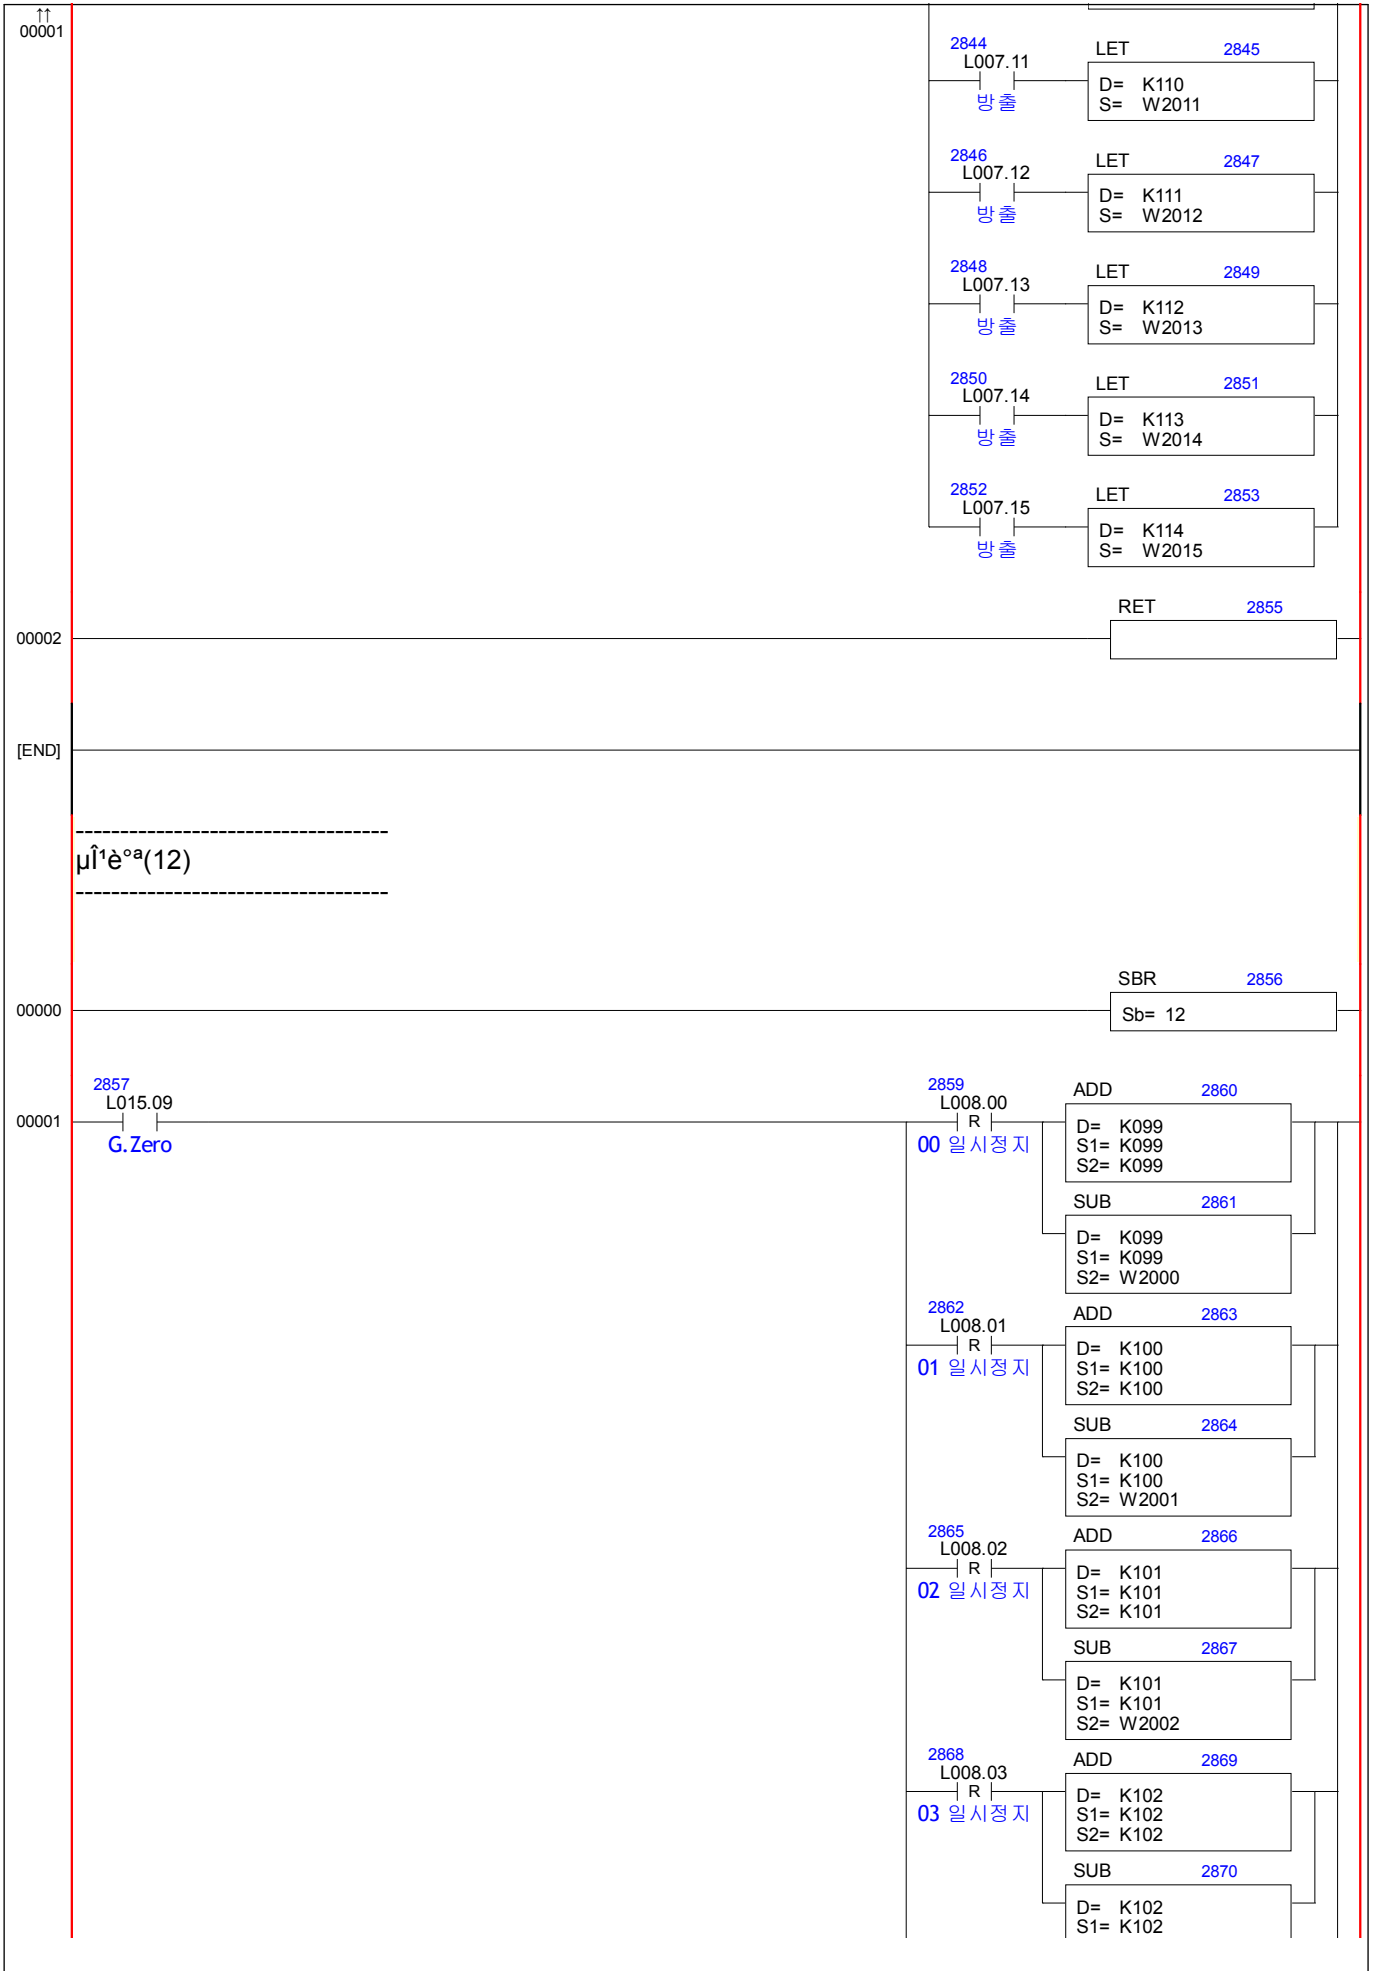 ↑↑
00001
2844
L007.11
방출
LET 2845
D= K110
S= W2011
2846
L007.12
방출
LET 2847
D= K111
S= W2012
2848
L007.13
방출
LET 2849
D= K112
S= W2013
2850
L007.14
방출
LET 2851
D= K113
S= W2014
2852
L007.15
방출
LET 2853
D= K114
S= W2015
RET 2855
00002
[END]
----------------------------------
µÎ¹è°ª(12)
----------------------------------
SBR 2856
00000
Sb= 12
2857
L015.09
00001
G.Zero
2859
L008.00
R
00 일시정지
ADD 2860
D= K099
S1= K099
S2= K099
SUB 2861
D= K099
S1= K099
S2= W2000
2862
L008.01
R
01 일시정지
ADD 2863
D= K100
S1= K100
S2= K100
SUB 2864
D= K100
S1= K100
S2= W2001
2865
L008.02
R
02 일시정지
ADD 2866
D= K101
S1= K101
S2= K101
SUB 2867
D= K101
S1= K101
S2= W2002
2868
L008.03
R
03 일시정지
ADD 2869
D= K102
S1= K102
S2= K102
SUB 2870
D= K102
S1= K102